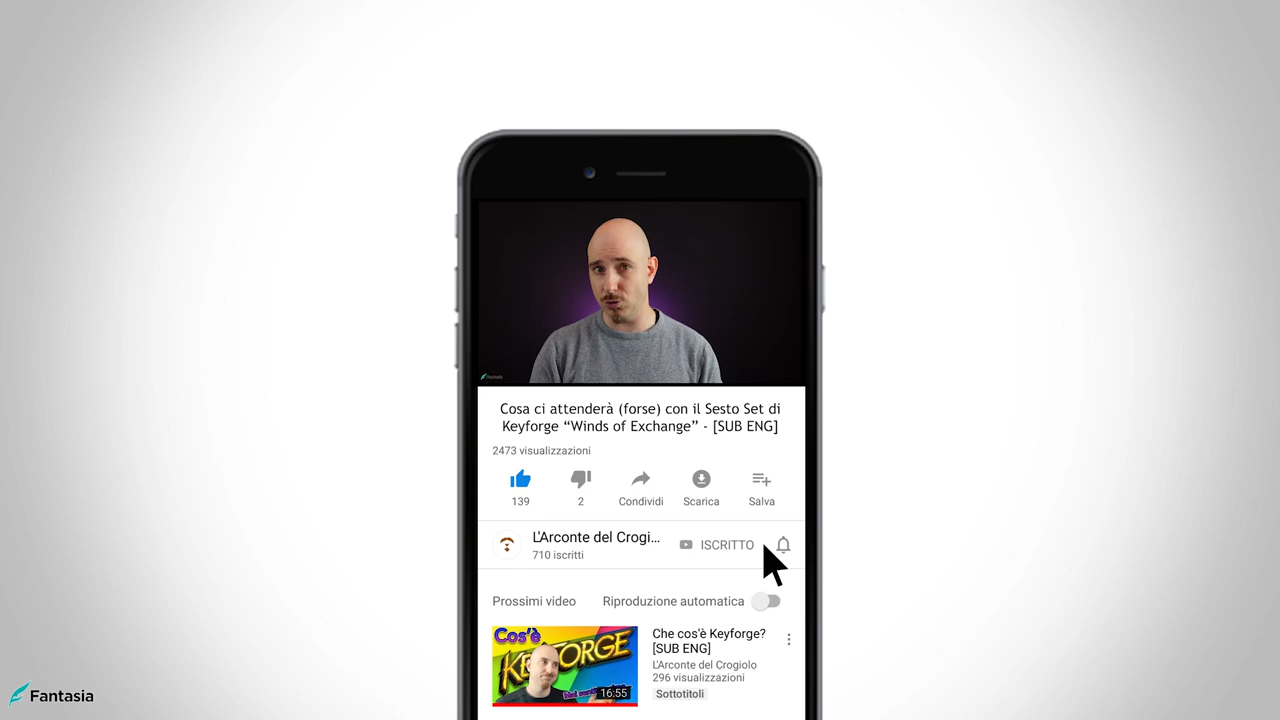 Cosa ci attenderà (forse) con il Sesto Set di
Keyforge “Winds of Exchange” - [SUB ENG]
2473 visualizzazioni
139
2
Condividi
Scarica
Salva
L'Arconte del Crogi...
710 iscritti
ISCRITTO
Prossimi video
Riproduzione automatica
Cos'è
KEYFORGE
16:55
Che cos'è Keyforge?
[SUB ENG]
L'Arconte del Crogiolo
296 visualizzazioni
Sottotitoli
Fantasia